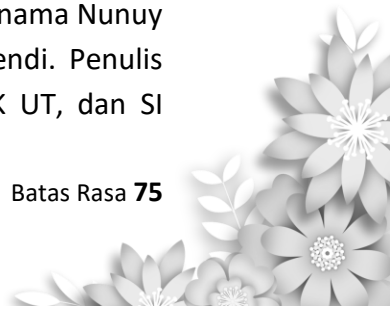 nama Nunuy
endi. Penulis
K UT, dan SI
Batas Rasa 75